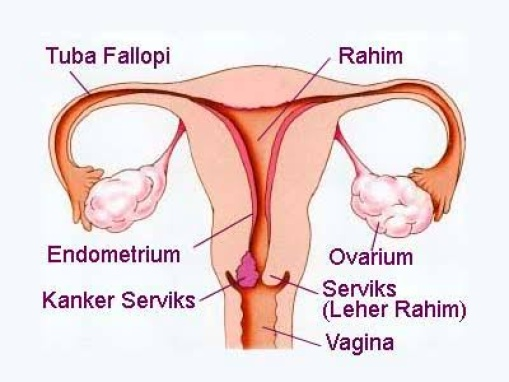 Tuba Fallopi
Rahim
Endometrium
Ovarium
Kanker Serviks
Serviks
(Leher Rahim)
Vagina